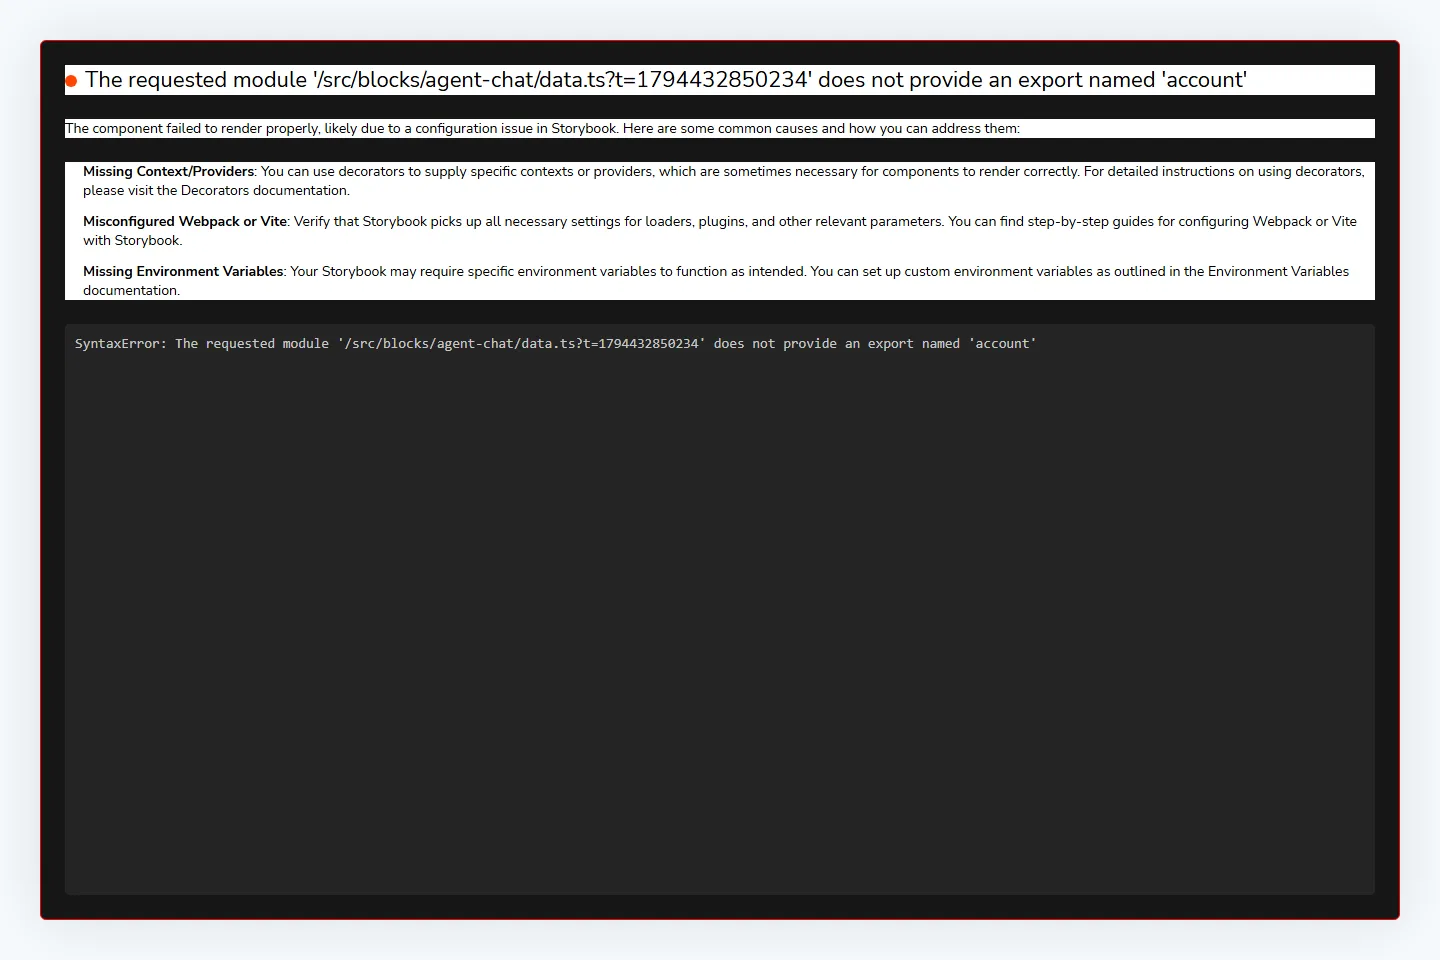 The requested module '/src/blocks/agent-chat/data.ts?t=1794432850234' does not provide an export named 'account'
The component failed to render properly, likely due to a configuration issue in Storybook. Here are some common causes and how you can address them:
Missing Context/Providers: You can use decorators to supply specific contexts or providers, which are sometimes necessary for components to render correctly. For detailed instructions on using decorators,
please visit the Decorators documentation.
Misconfigured Webpack or Vite: Verify that Storybook picks up all necessary settings for loaders, plugins, and other relevant parameters. You can find step-by-step guides for configuring Webpack or Vite
with Storybook.
Missing Environment Variables: Your Storybook may require specific environment variables to function as intended. You can set up custom environment variables as outlined in the Environment Variables
documentation.
SyntaxError: The requested module '/src/blocks/agent-chat/data.ts?t=1794432850234' does not provide an export named 'account'